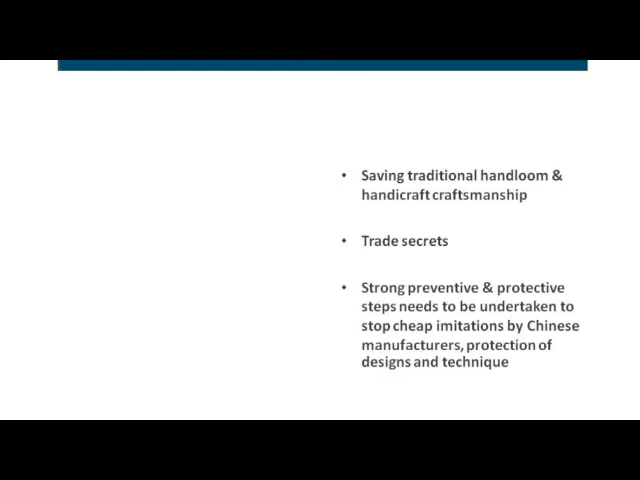 • Saving traditional handloom &
handicraft craftsmanship
• Trade secrets
• Strong preventive & protective
steps needs to be undertaken to
stop cheap imitations by Chinese
manufacturers, protection of
designs and technique